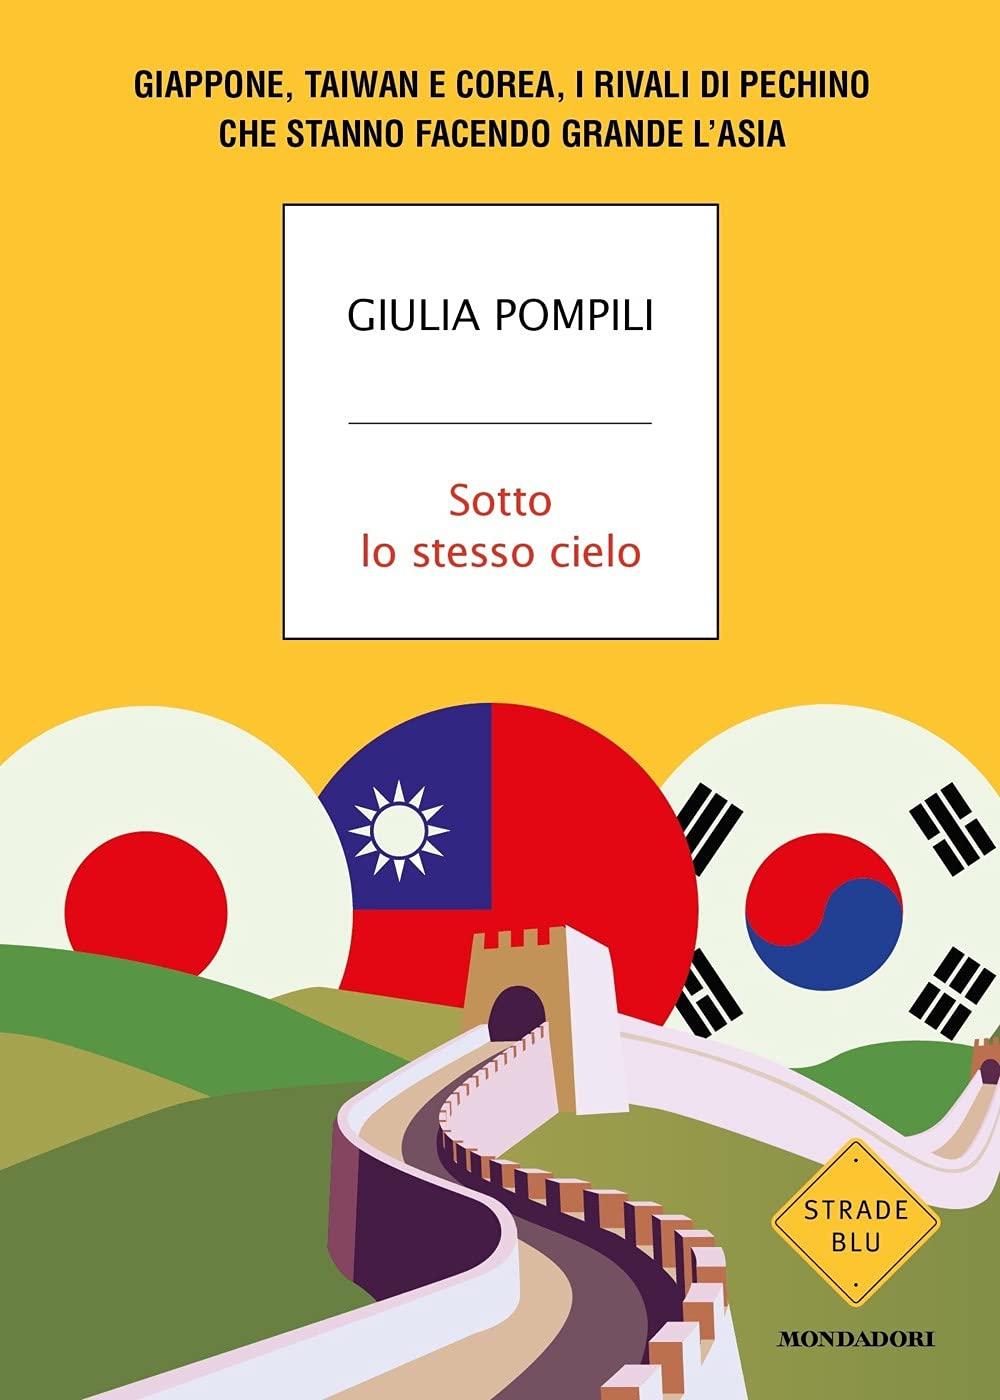 GIAPPONE, TAIWAN E COREA, I RIVALI DI PECHINO
CHE STANNO FACENDO GRANDE L'ASIA
GIULIA POMPILI
Sotto
lo stesso cielo
STRADE
BLU
MONDADORI